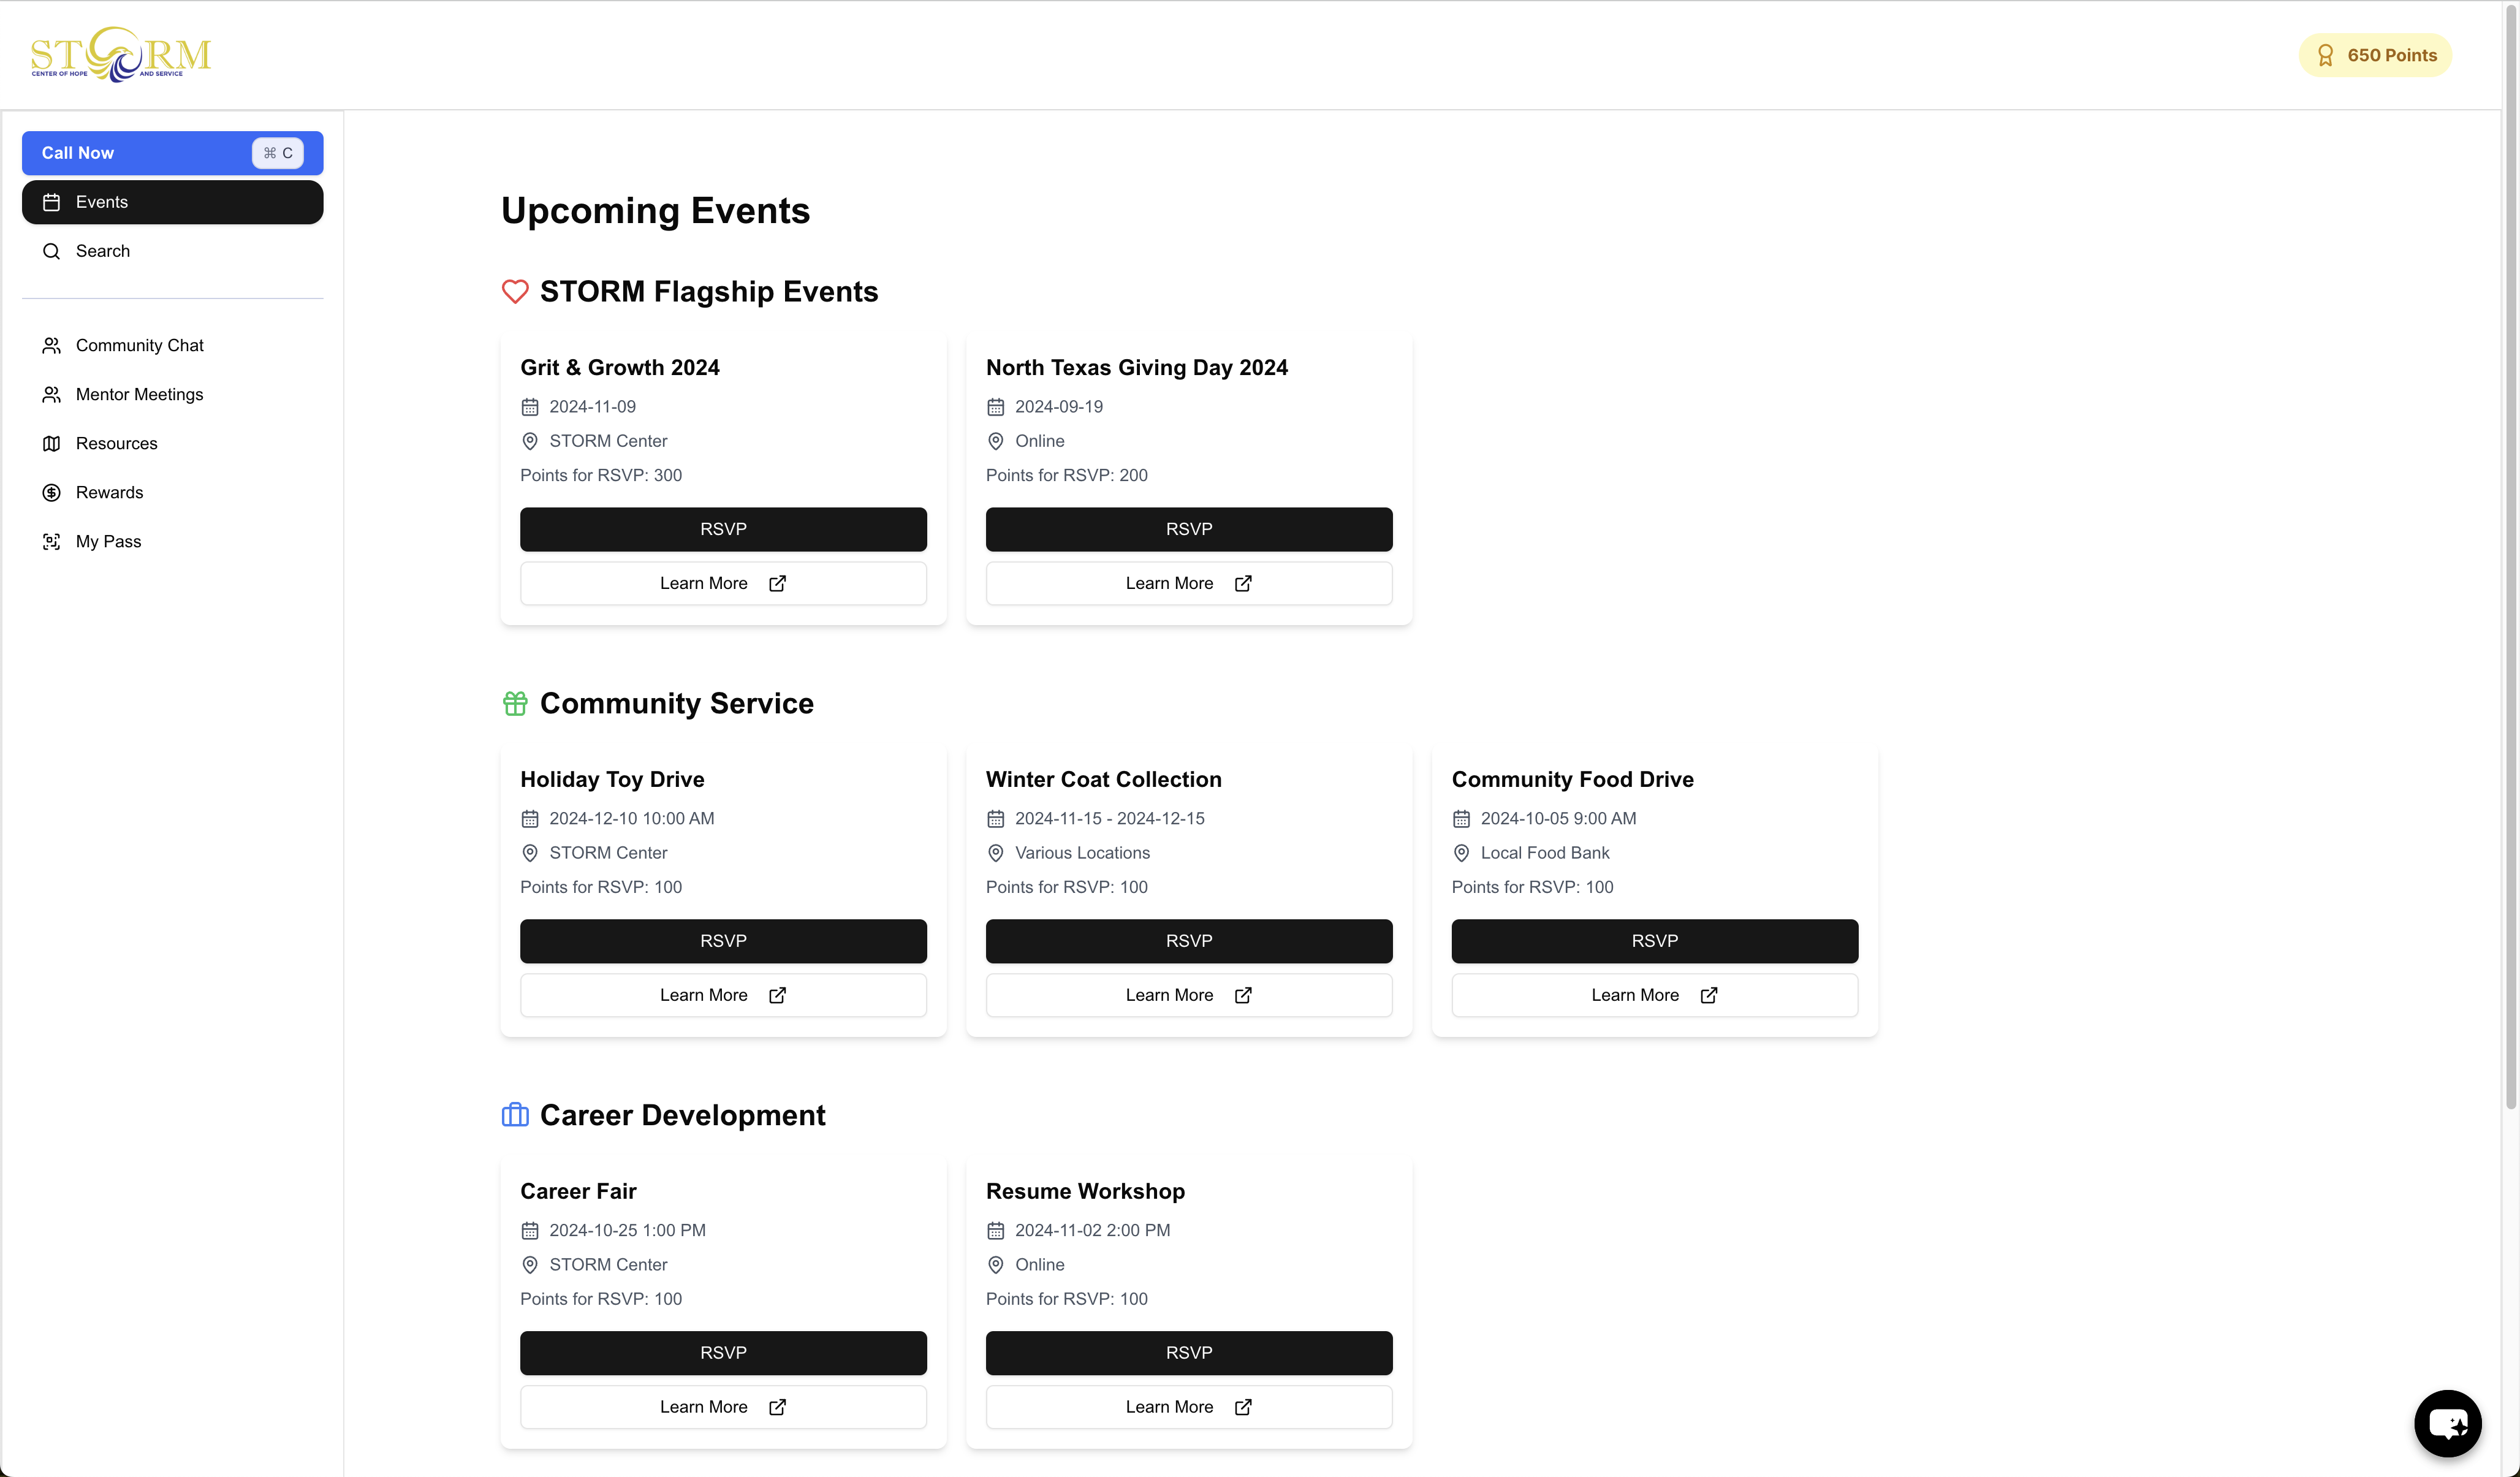 STORM
CENTER OF HOPE AND SERVICE
650 Points
Call Now
⌘ C
Events
Search
Community Chat
Mentor Meetings
Resources
Rewards
My Pass
Upcoming Events
STORM Flagship Events
Grit & Growth 2024
2024-11-09
STORM Center
Points for RSVP: 300
RSVP
Learn More
North Texas Giving Day 2024
2024-09-19
Online
Points for RSVP: 200
RSVP
Learn More
Community Service
Holiday Toy Drive
2024-12-10 10:00 AM
STORM Center
Points for RSVP: 100
RSVP
Learn More
Winter Coat Collection
2024-11-15 - 2024-12-15
Various Locations
Points for RSVP: 100
RSVP
Learn More
Community Food Drive
2024-10-05 9:00 AM
Local Food Bank
Points for RSVP: 100
RSVP
Learn More
Career Development
Career Fair
2024-10-25 1:00 PM
STORM Center
Points for RSVP: 100
RSVP
Learn More
Resume Workshop
2024-11-02 2:00 PM
Online
Points for RSVP: 100
RSVP
Learn More